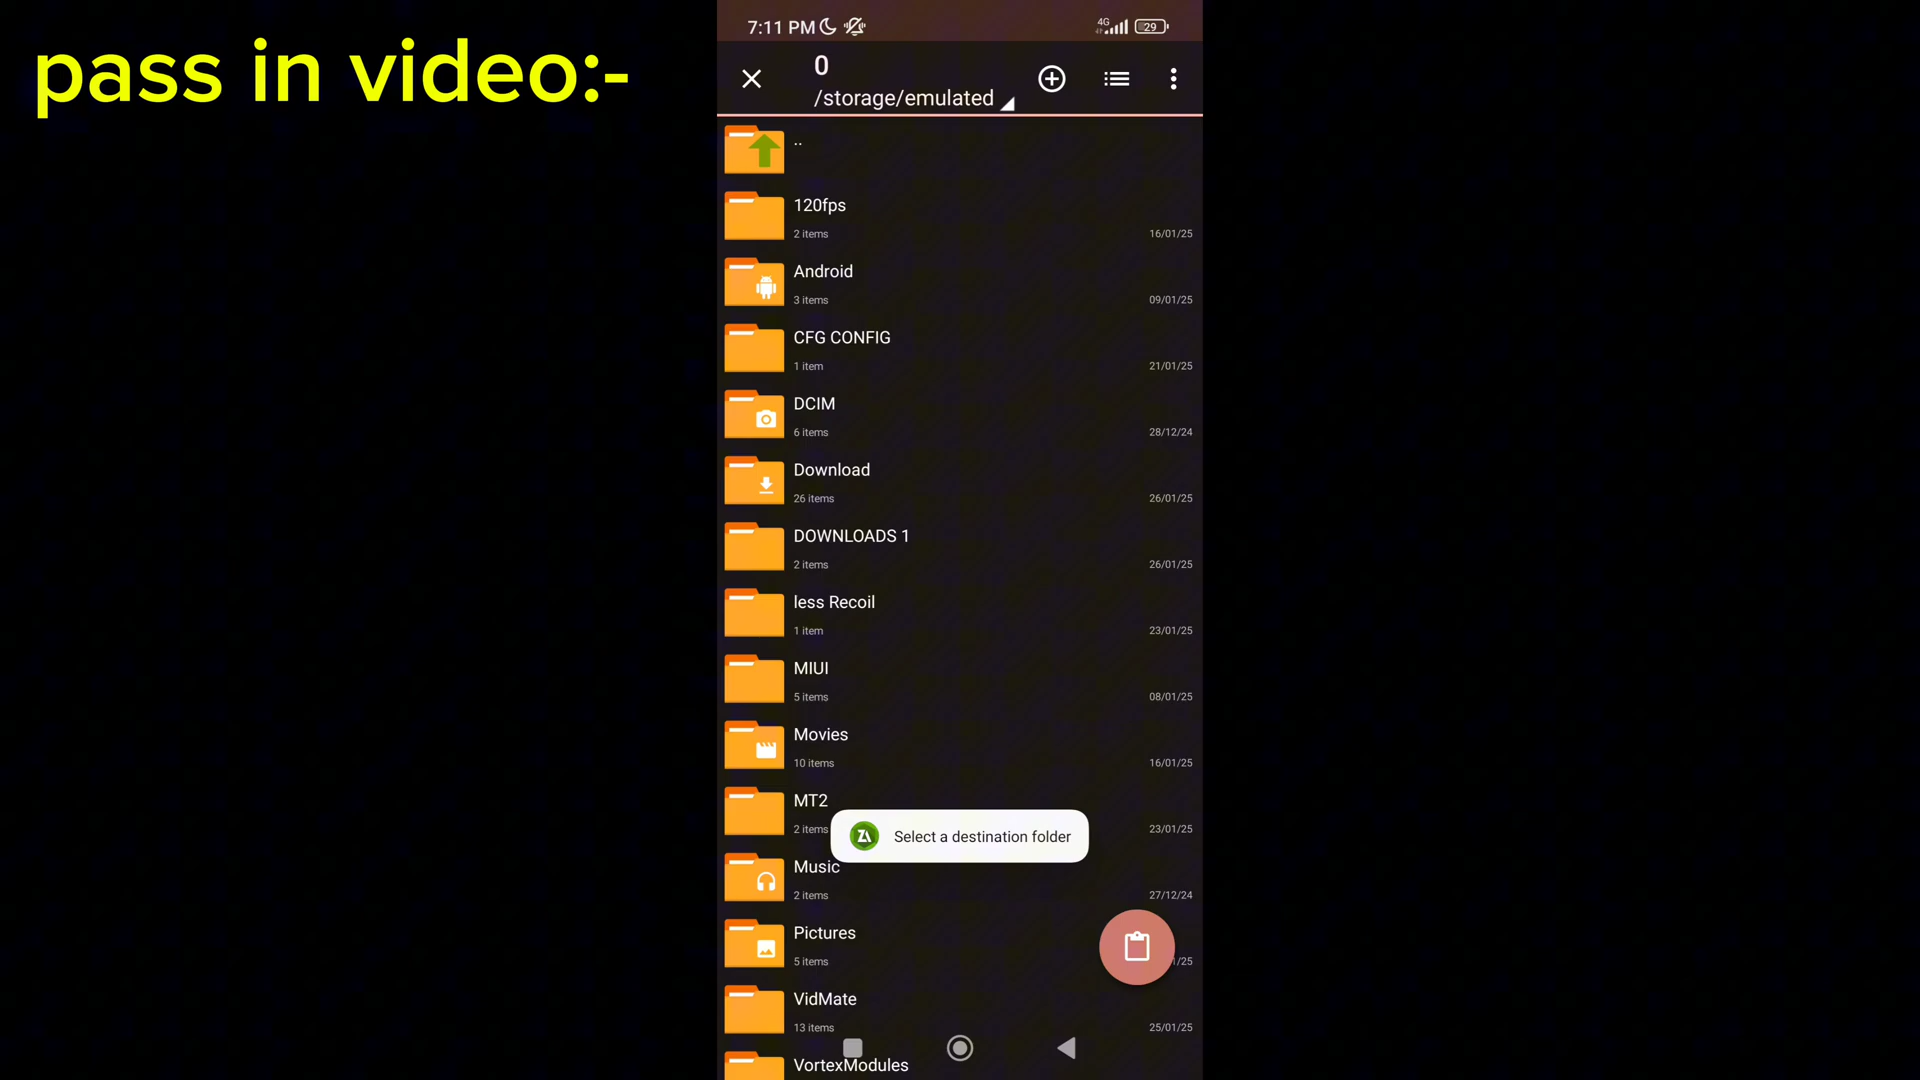 pass in video:-
7:11 PM
4G
29
0
/storage/emulated
..
120fps
2 items
16/01/25
Android
3 items
09/01/25
CFG CONFIG
1 item
21/01/25
DCIM
6 items
28/12/24
Download
26 items
26/01/25
DOWNLOADS 1
2 items
26/01/25
less Recoil
1 item
23/01/25
MIUI
5 items
08/01/25
Movies
10 items
16/01/25
MT2
2 items
23/01/25
ZA
Select a destination folder
Music
2 items
27/12/24
Pictures
5 items
/25
VidMate
13 items
25/01/25
VortexModules